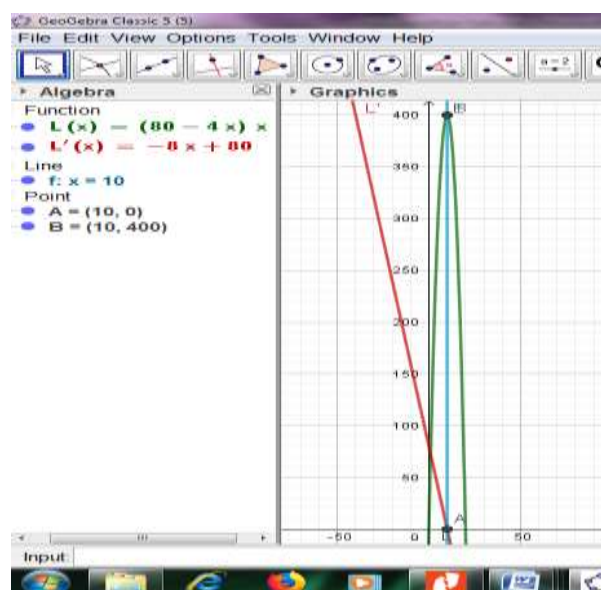 GeoGebra Classic 5 (5)
File Edit View Options Tools Window Help
a = 2
Algebra
Graphics
Function
L(x) = (80 − 4 x) x
L′(x) = −8 x + 80
Line
f: x = 10
Point
A = (10, 0)
B = (10, 400)
L'
B
400
350
300
250
200
150
100
50
A
-50
0
50
Input: